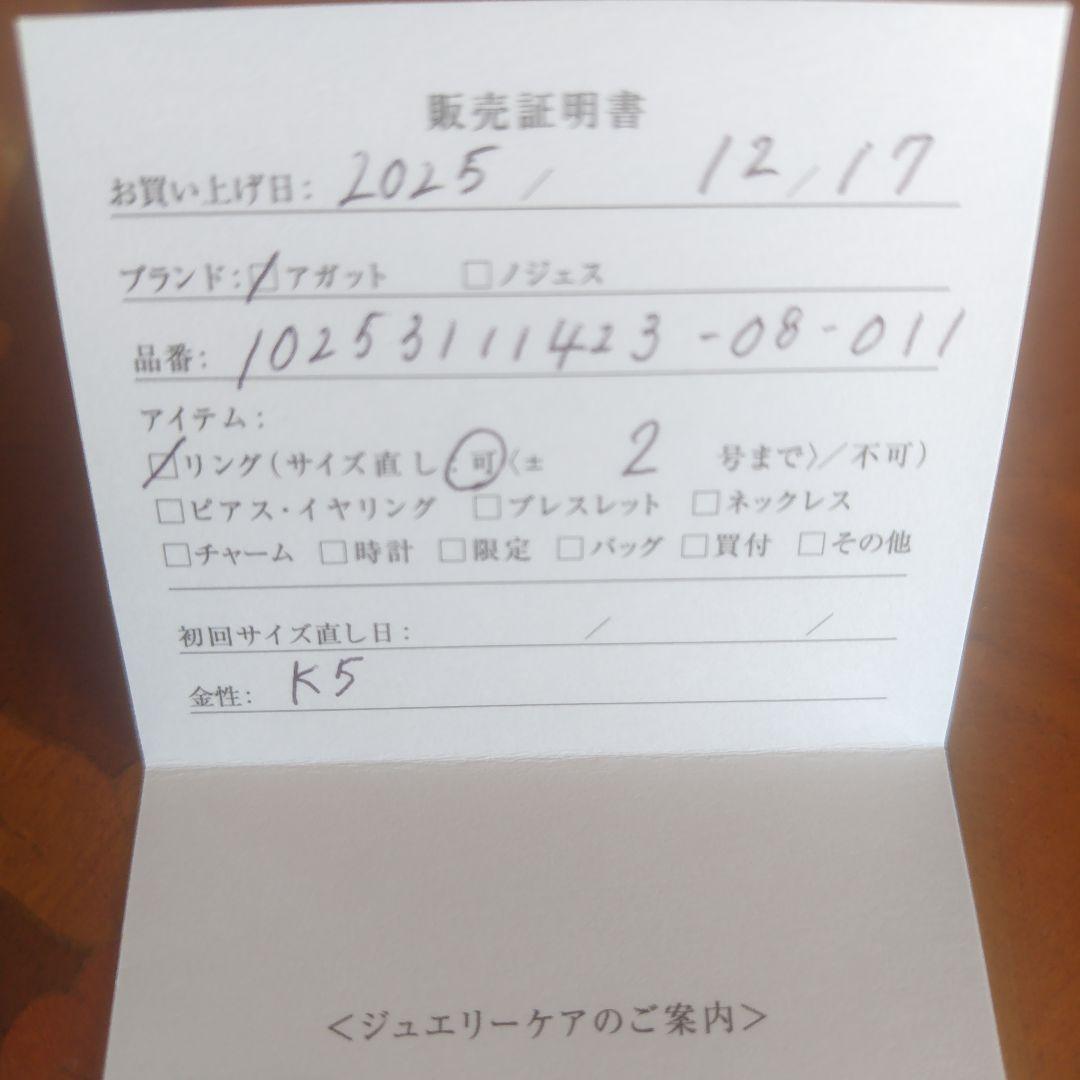 販売証明書
お買い上げ日: 2025 / 12 / 17
ブランド: ☑アガット □ノジェス
品番: 10253111423-08-011
アイテム:
☑リング(サイズ直し:可〈± 2 号まで〉/不可)
□ピアス・イヤリング □ブレスレット □ネックレス
□チャーム □時計 □限定 □バッグ □買付 □その他
初回サイズ直し日: / /
金性: K5
<ジュエリーケアのご案内>